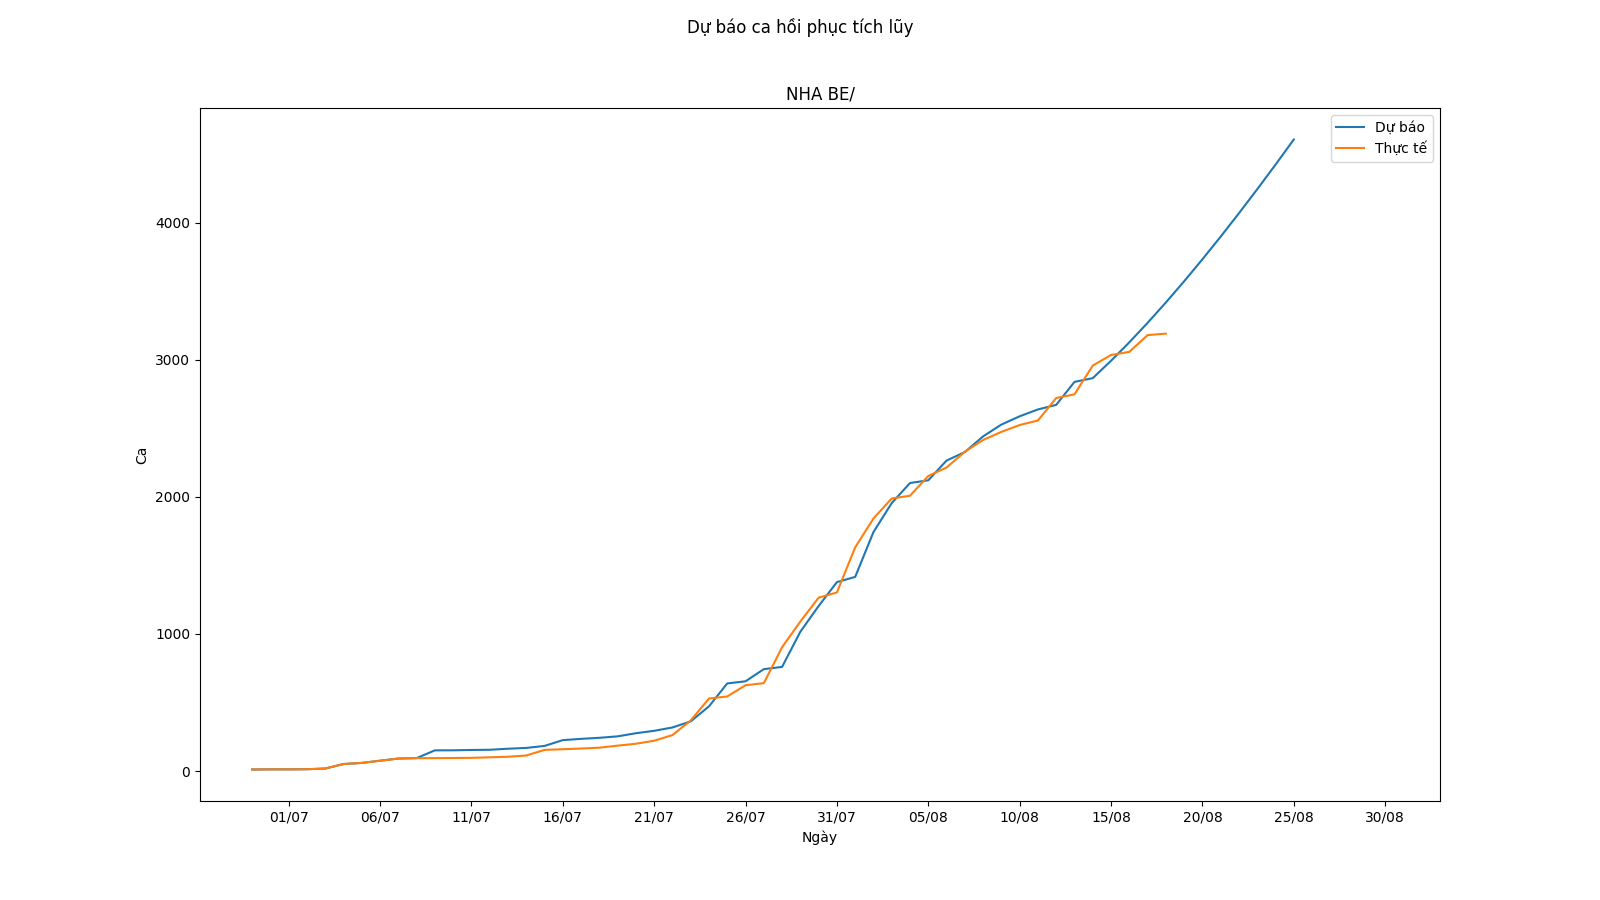 Dự báo ca hồi phục tích lũy
NHA BE/
Dự báo
Thực tế
4000
3000
2000
1000
0
Ca
01/07 06/07 11/07 16/07 21/07 26/07 31/07 05/08 10/08 15/08 20/08 25/08 30/08
Ngày